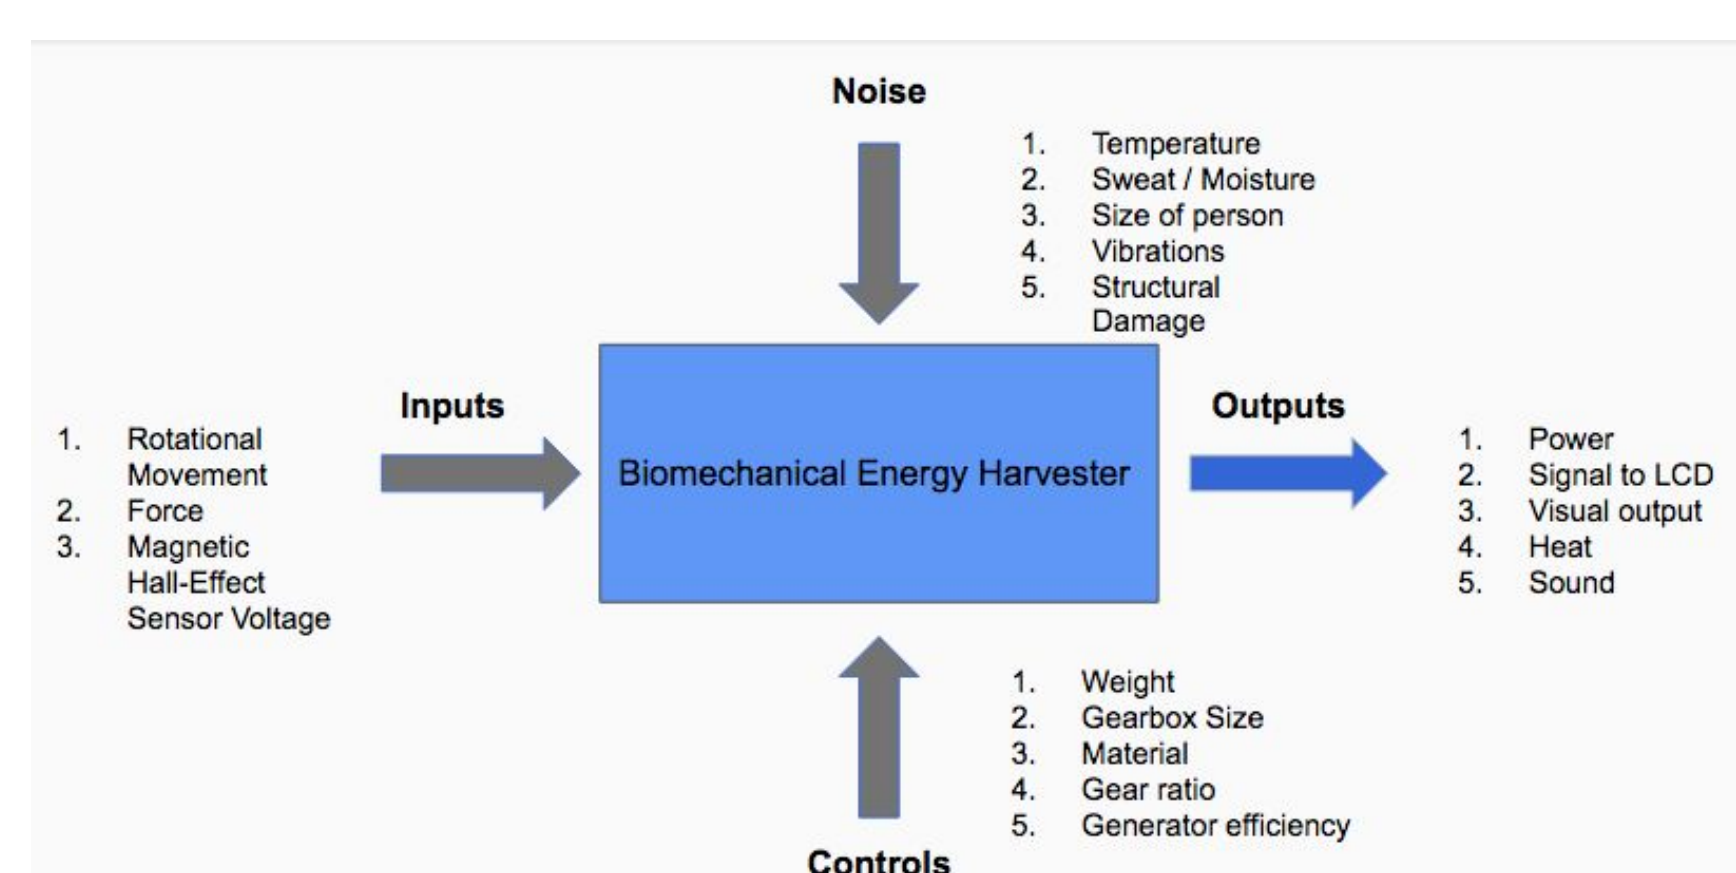 Noise
1. Temperature
2. Sweat / Moisture
3. Size of person
4. Vibrations
5. Structural
Damage
Inputs
1. Rotational
Movement
2. Force
3. Magnetic
Hall-Effect
Sensor Voltage
Biomechanical Energy Harvester
Outputs
1. Power
2. Signal to LCD
3. Visual output
4. Heat
5. Sound
1. Weight
2. Gearbox Size
3. Material
4. Gear ratio
5. Generator efficiency
Controls